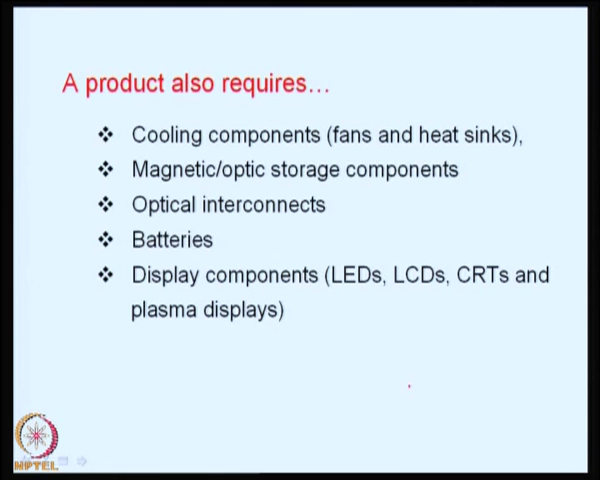 A product also requires...
❖ Cooling components (fans and heat sinks),
❖ Magnetic/optic storage components
❖ Optical interconnects
❖ Batteries
❖ Display components (LEDs, LCDs, CRTs and
plasma displays)
NPTEL